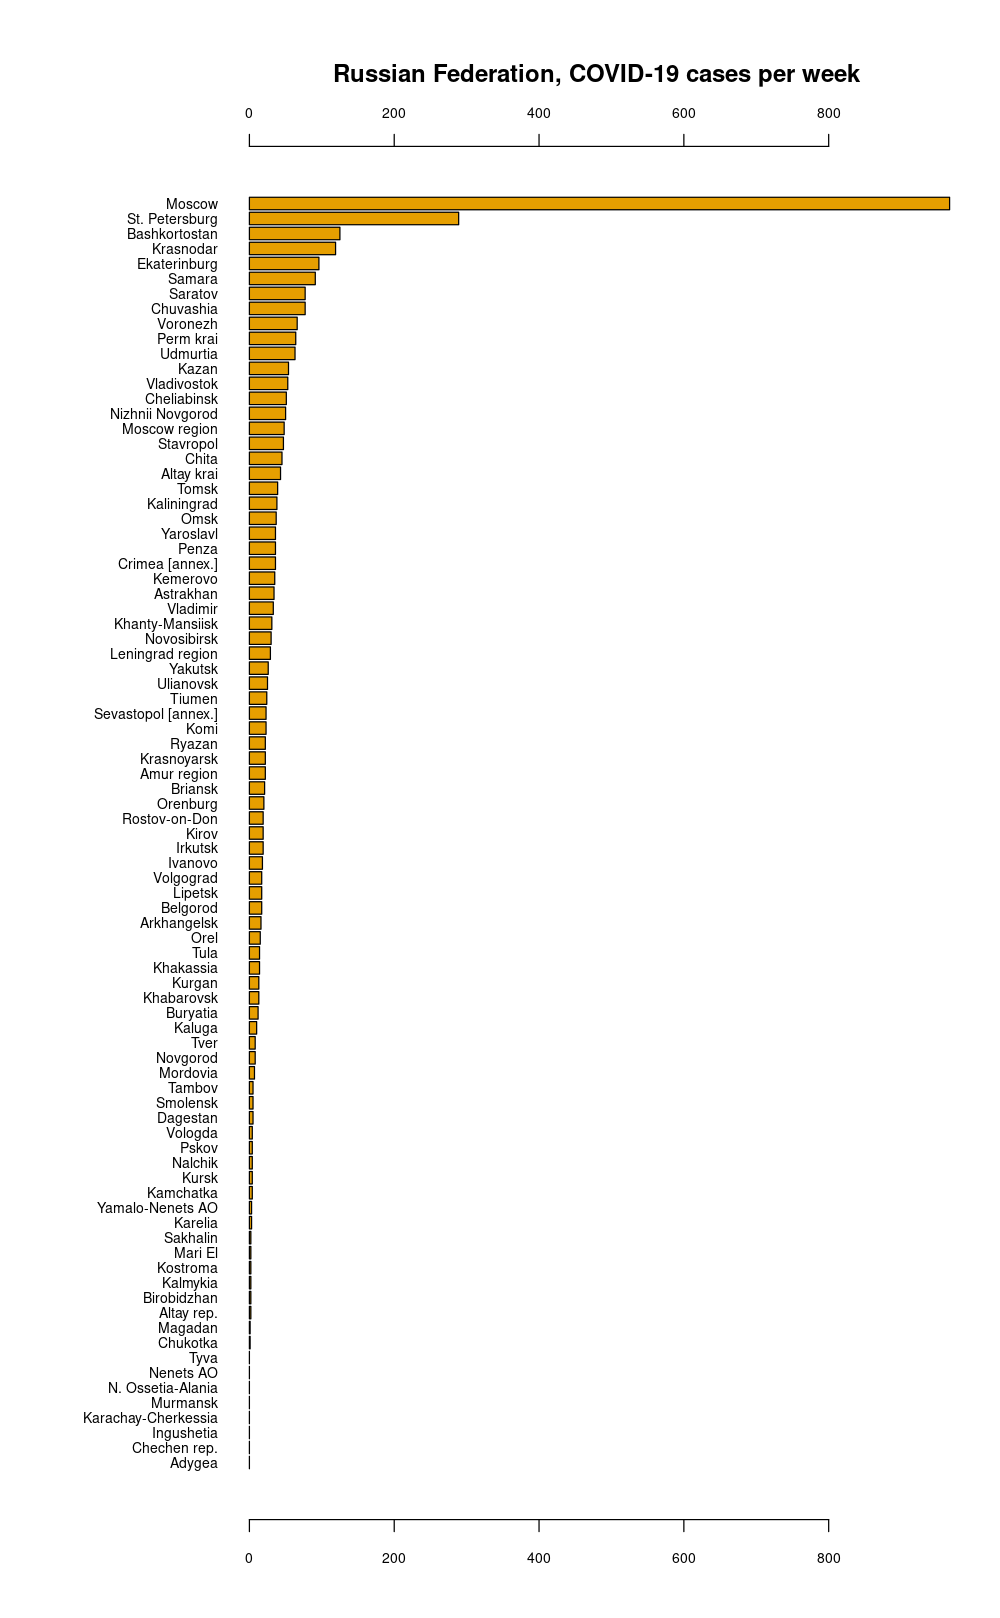 Russian Federation, COVID-19 cases per week
0 200 400 600 800
Moscow
St. Petersburg
Bashkortostan
Krasnodar
Ekaterinburg
Samara
Saratov
Chuvashia
Voronezh
Perm krai
Udmurtia
Kazan
Vladivostok
Cheliabinsk
Nizhnii Novgorod
Moscow region
Stavropol
Chita
Altay krai
Tomsk
Kaliningrad
Omsk
Yaroslavl
Penza
Crimea [annex.]
Kemerovo
Astrakhan
Vladimir
Khanty-Mansiisk
Novosibirsk
Leningrad region
Yakutsk
Ulianovsk
Tiumen
Sevastopol [annex.]
Komi
Ryazan
Krasnoyarsk
Amur region
Briansk
Orenburg
Rostov-on-Don
Kirov
Irkutsk
Ivanovo
Volgograd
Lipetsk
Belgorod
Arkhangelsk
Orel
Tula
Khakassia
Kurgan
Khabarovsk
Buryatia
Kaluga
Tver
Novgorod
Mordovia
Tambov
Smolensk
Dagestan
Vologda
Pskov
Nalchik
Kursk
Kamchatka
Yamalo-Nenets AO
Karelia
Sakhalin
Mari El
Kostroma
Kalmykia
Birobidzhan
Altay rep.
Magadan
Chukotka
Tyva
Nenets AO
N. Ossetia-Alania
Murmansk
Karachay-Cherkessia
Ingushetia
Chechen rep.
Adygea
0 200 400 600 800